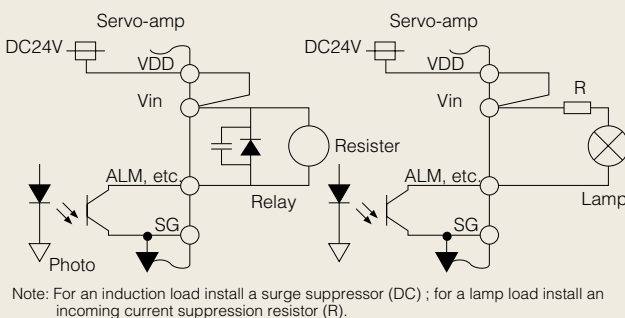 Servo-amp
DC24V
VDD
Vin
Resister
ALM, etc.
Relay
SG
Photo
Servo-amp
DC24V
VDD
Vin
R
ALM, etc.
Lamp
SG
Note: For an induction load install a surge suppressor (DC) ; for a lamp load install an
incoming current suppression resistor (R).